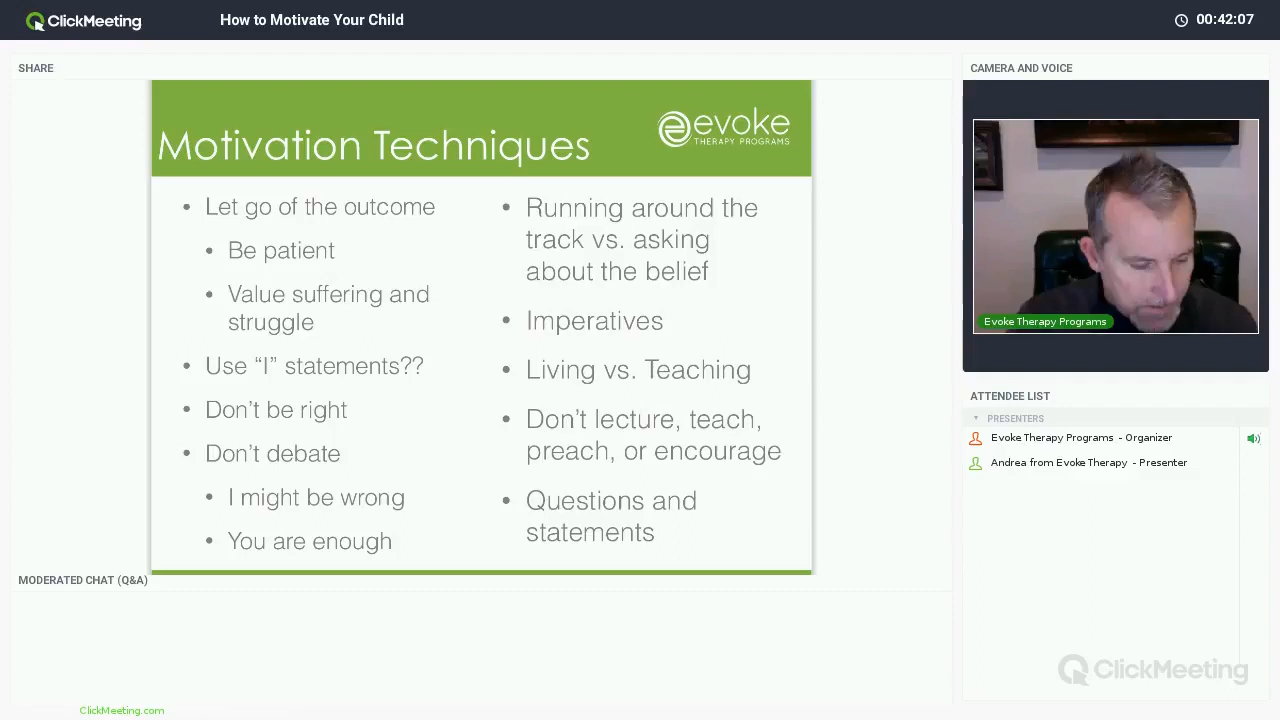 ClickMeeting
How to Motivate Your Child
00:42:07
SHARE
Motivation Techniques
evoke
THERAPY PROGRAMS
• Let go of the outcome
• Be patient
• Value suffering and
struggle
• Use “I” statements??
• Don’t be right
• Don’t debate
• I might be wrong
• You are enough
• Running around the
track vs. asking
about the belief
• Imperatives
• Living vs. Teaching
• Don’t lecture, teach,
preach, or encourage
• Questions and
statements
MODERATED CHAT (Q&A)
ClickMeeting.com
CAMERA AND VOICE
Evoke Therapy Programs
ATTENDEE LIST
PRESENTERS
Evoke Therapy Programs - Organizer
Andrea from Evoke Therapy - Presenter
ClickMeeting